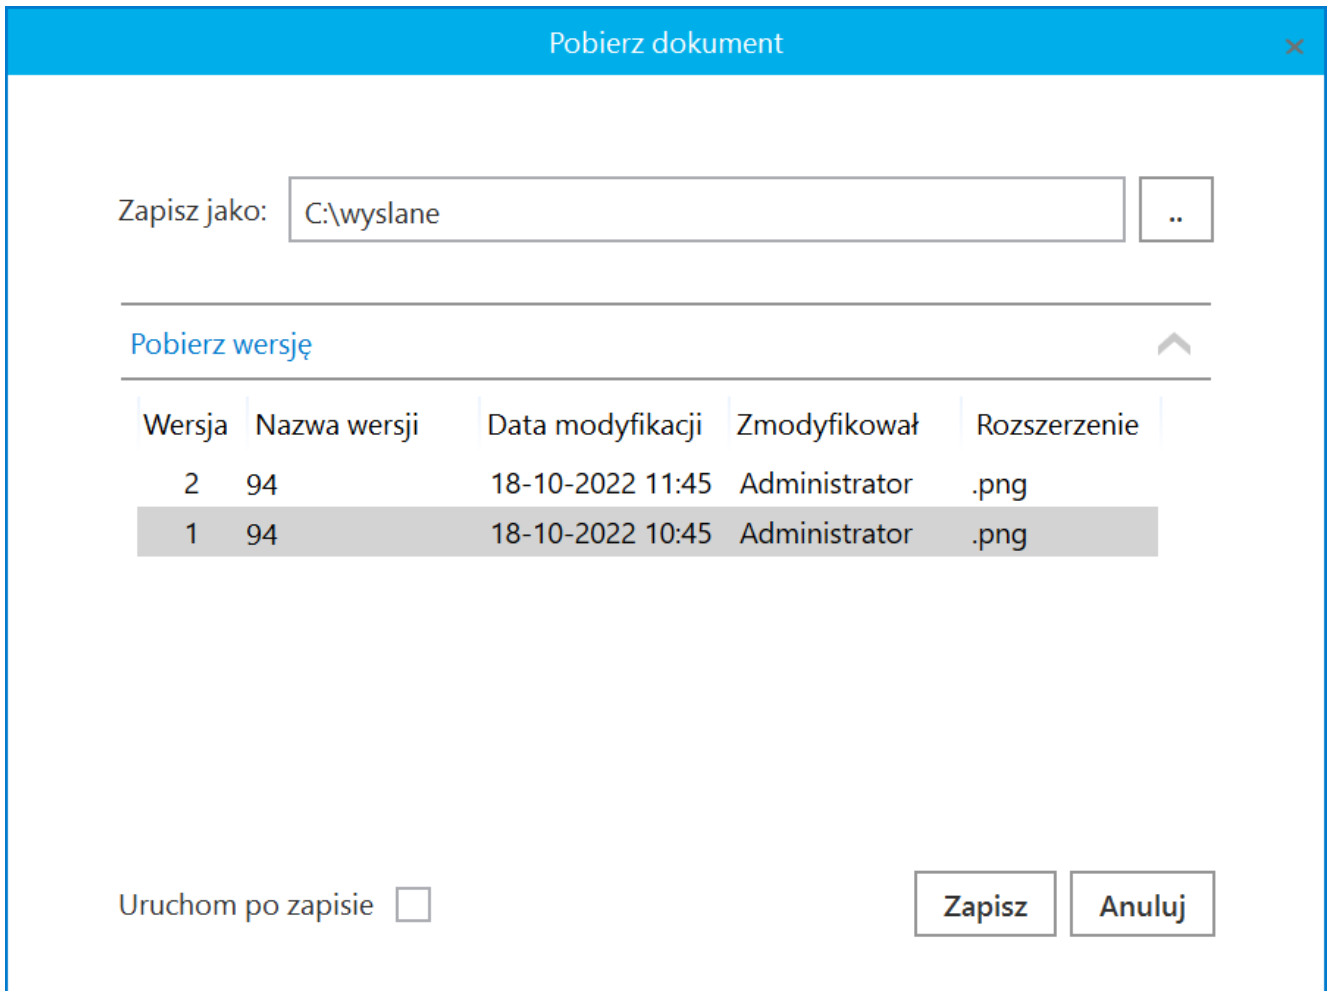 Pobierz dokument
Zapisz jako: C:\wyslane ..
Pobierz wersję
Wersja Nazwa wersji Data modyfikacji Zmodyfikował Rozszerzenie
2 94 18-10-2022 11:45 Administrator .png
1 94 18-10-2022 10:45 Administrator .png
Uruchom po zapisie Zapisz Anuluj